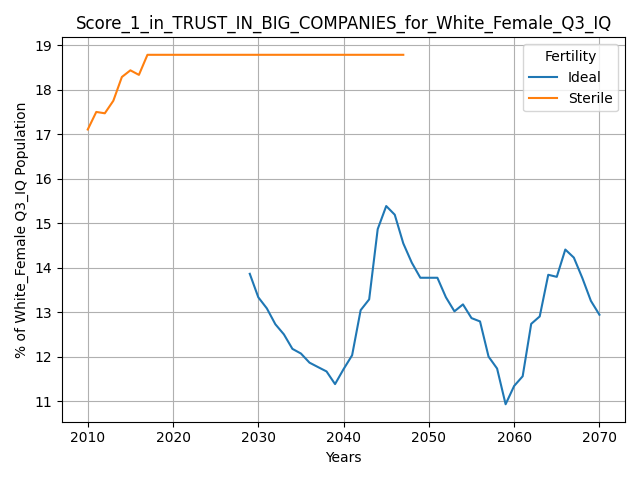 Score_1_in_TRUST_IN_BIG_COMPANIES_for_White_Female_Q3_IQ
Fertility
Ideal
Sterile
19
18
17
16
15
14
13
12
11
% of White_Female Q3_IQ Population
2010 2020 2030 2040 2050 2060 2070
Years